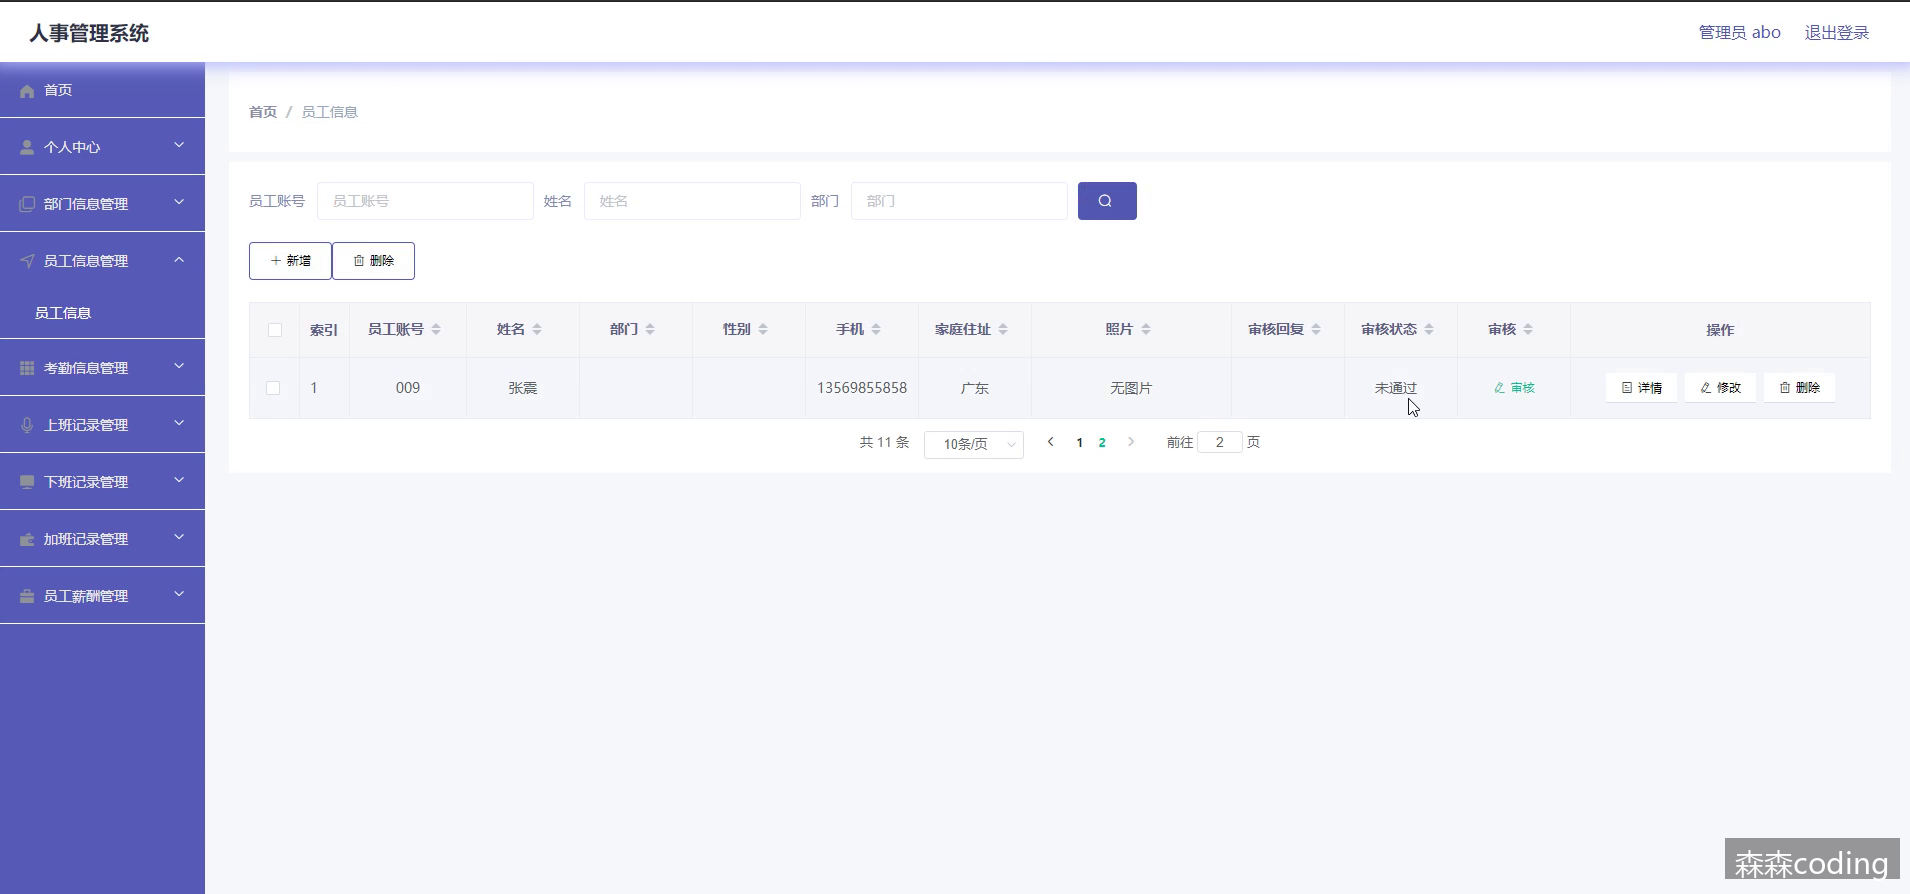 人事管理系统
管理员 abo 退出登录
首页
个人中心
部门信息管理
员工信息管理
员工信息
考勤信息管理
上班记录管理
下班记录管理
加班记录管理
员工薪酬管理
首页 / 员工信息
员工账号 员工账号 姓名 姓名 部门 部门
新增 删除
索引 员工账号 姓名 部门 性别 手机 家庭住址 照片 审核回复 审核状态 审核 操作
1 009 张震 13569855858 广东 无图片 未通过 审核 详情 修改 删除
共 11 条 10条/页 1 2 前往 2 页
森森coding